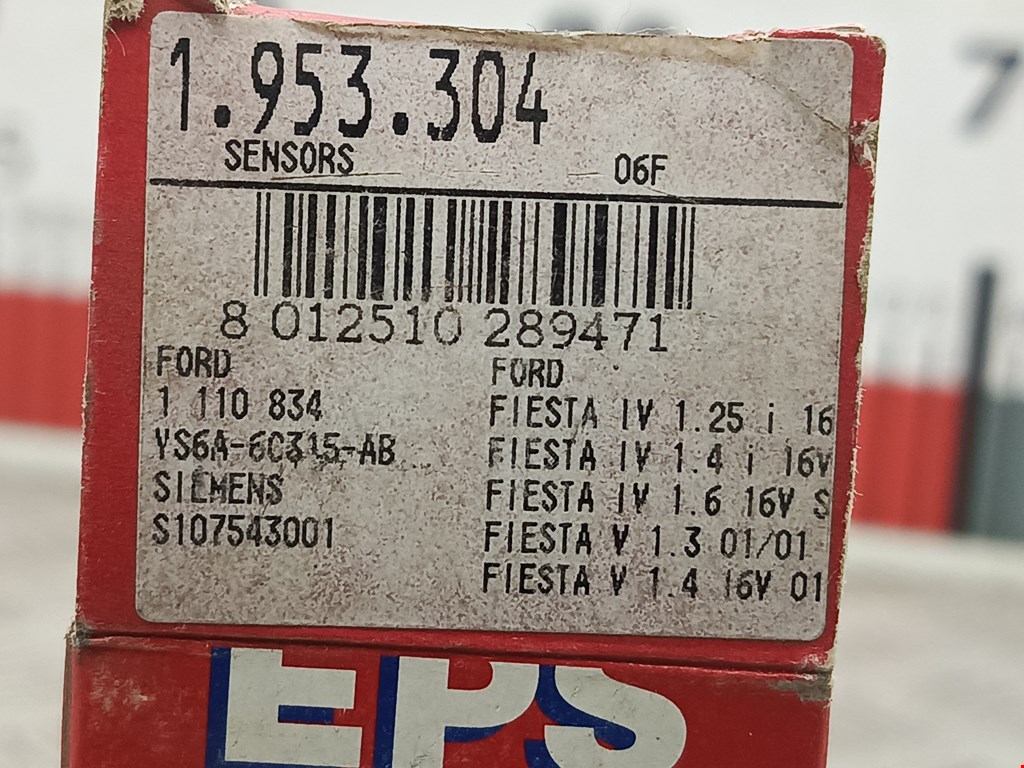 1.953.304
SENSORS 06F
8 012510 289471
FORD
1 110 834
YS6A-6C315-AB
SIEMENS
S107543001
FORD
FIESTA IV 1.25 i 16
FIESTA IV 1.4 i 16V
FIESTA IV 1.6 16V S
FIESTA V 1.3 01/01
FIESTA V 1.4 16V 01
EPS
7